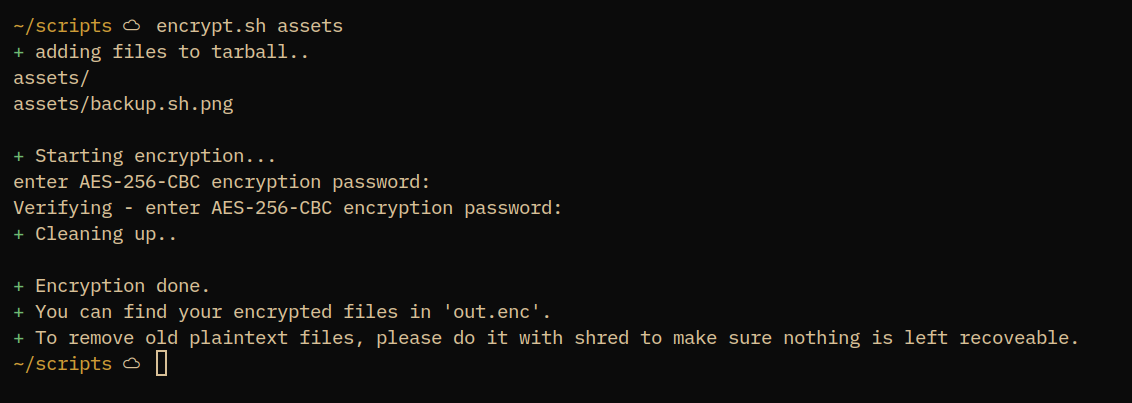 ~/scripts ☁ encrypt.sh assets
+ adding files to tarball..
assets/
assets/backup.sh.png
+ Starting encryption...
enter AES-256-CBC encryption password:
Verifying - enter AES-256-CBC encryption password:
+ Cleaning up..
+ Encryption done.
+ You can find your encrypted files in 'out.enc'.
+ To remove old plaintext files, please do it with shred to make sure nothing is left recoveable.
~/scripts ☁